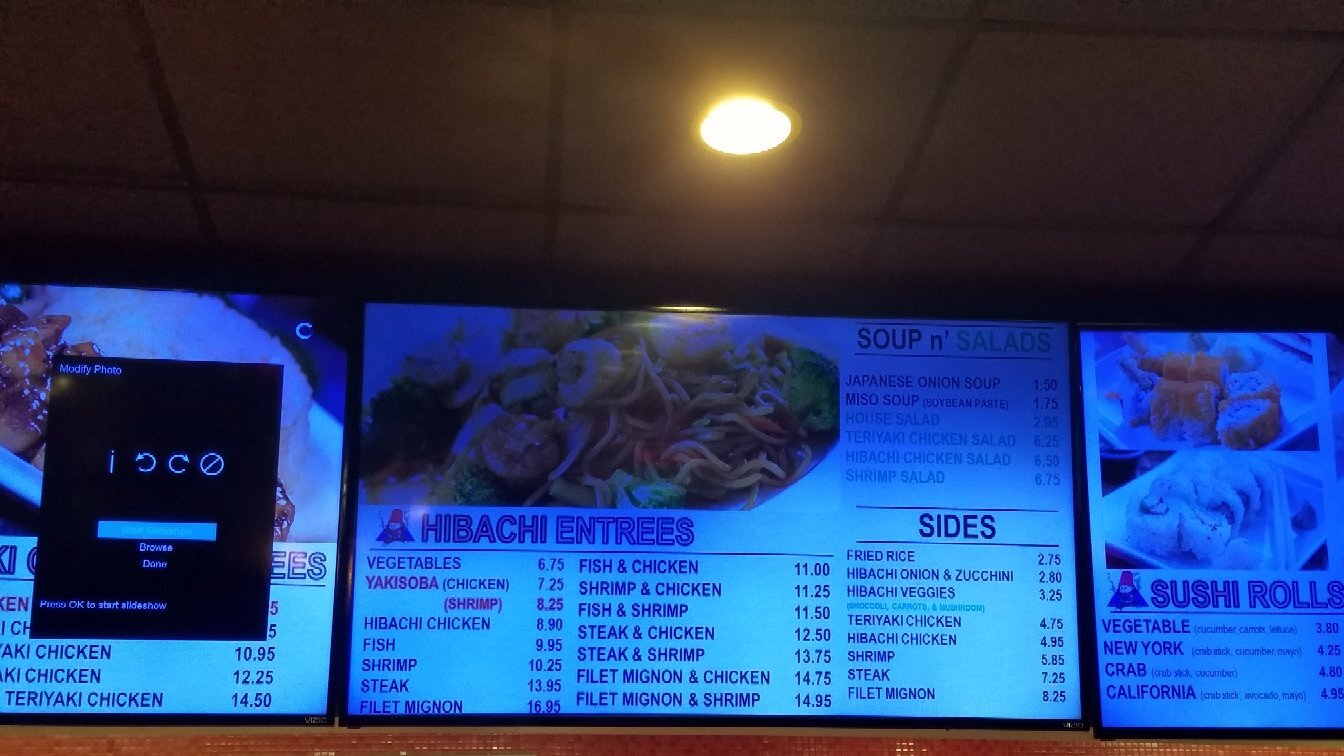 Modify Photo
Start Slideshow
Browse
Done
Press OK to start slideshow
EES
5
5
AKI CHICKEN 10.95
AKI CHICKEN 12.25
TERIYAKI CHICKEN 14.50
VIZIO
HIBACHI ENTREES
VEGETABLES 6.75
YAKISOBA (CHICKEN) 7.25
(SHRIMP) 8.25
HIBACHI CHICKEN 8.90
FISH 9.95
SHRIMP 10.25
STEAK 13.95
FILET MIGNON 16.95
FISH & CHICKEN 11.00
SHRIMP & CHICKEN 11.25
FISH & SHRIMP 11.50
STEAK & CHICKEN 12.50
STEAK & SHRIMP 13.75
FILET MIGNON & CHICKEN 14.75
FILET MIGNON & SHRIMP 14.95
SOUP n' SALADS
JAPANESE ONION SOUP 1.50
MISO SOUP (SOYBEAN PASTE) 1.75
HOUSE SALAD 2.95
TERIYAKI CHICKEN SALAD 6.25
HIBACHI CHICKEN SALAD 6.50
SHRIMP SALAD 6.75
SIDES
FRIED RICE 2.75
HIBACHI ONION & ZUCCHINI 2.80
HIBACHI VEGGIES 3.25
(BROCCOLI, CARROTS, & MUSHROOM)
TERIYAKI CHICKEN 4.75
HIBACHI CHICKEN 4.95
SHRIMP 5.85
STEAK 7.25
FILET MIGNON 8.25
VIZIO
SUSHI ROLLS
VEGETABLE (cucumber, carrots, lettuce) 3.80
NEW YORK (crab stick, cucumber, mayo) 4.25
CRAB (crab stick, cucumber) 4.80
CALIFORNIA (crab stick, avocado, mayo) 4.95